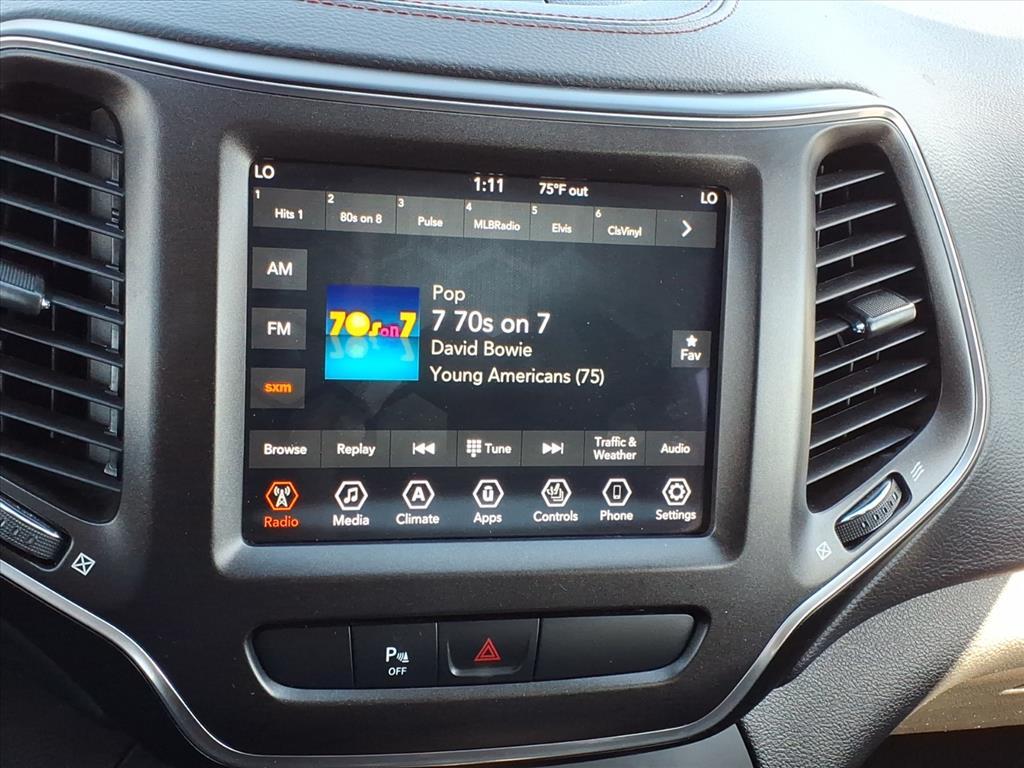 LO 1:11 75°F out LO
1 Hits 1 2 80s on 8 3 Pulse 4 MLBRadio 5 Elvis 6 ClsVinyl
AM
FM
sxm
70s on 7
Pop
7 70s on 7
David Bowie
Young Americans (75)
Fav
Browse Replay Tune Traffic & Weather Audio
Radio Media Climate Apps Controls Phone Settings
P OFF